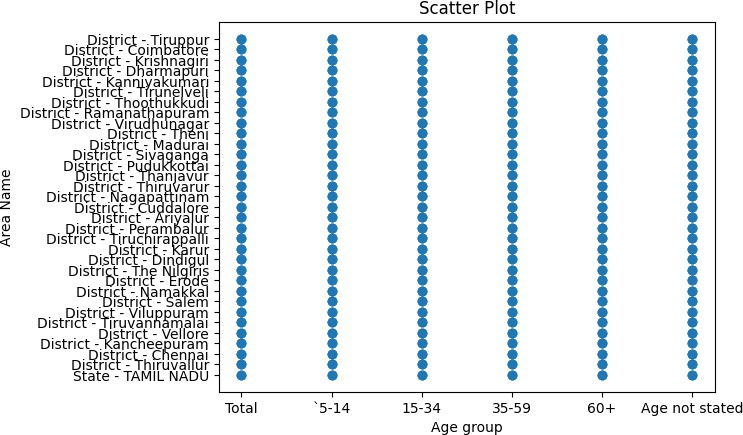 Scatter Plot
District - Tiruppur
District - Coimbatore
District - Krishnagiri
District - Dharmapuri
District - Kanniyakumari
District - Tirunelveli
District - Thoothukkudi
District - Ramanathapuram
District - Virudhunagar
District - Theni
District - Madurai
District - Sivaganga
District - Pudukkottai
District - Thanjavur
District - Thiruvarur
District - Nagapattinam
District - Cuddalore
District - Ariyalur
District - Perambalur
District - Tiruchirappalli
District - Karur
District - Dindigul
District - The Nilgiris
District - Erode
District - Namakkal
District - Salem
District - Viluppuram
District - Tiruvannamalai
District - Vellore
District - Kancheepuram
District - Chennai
District - Thiruvallur
State - TAMIL NADU
Area Name
Total `5-14 15-34 35-59 60+ Age not stated
Age group